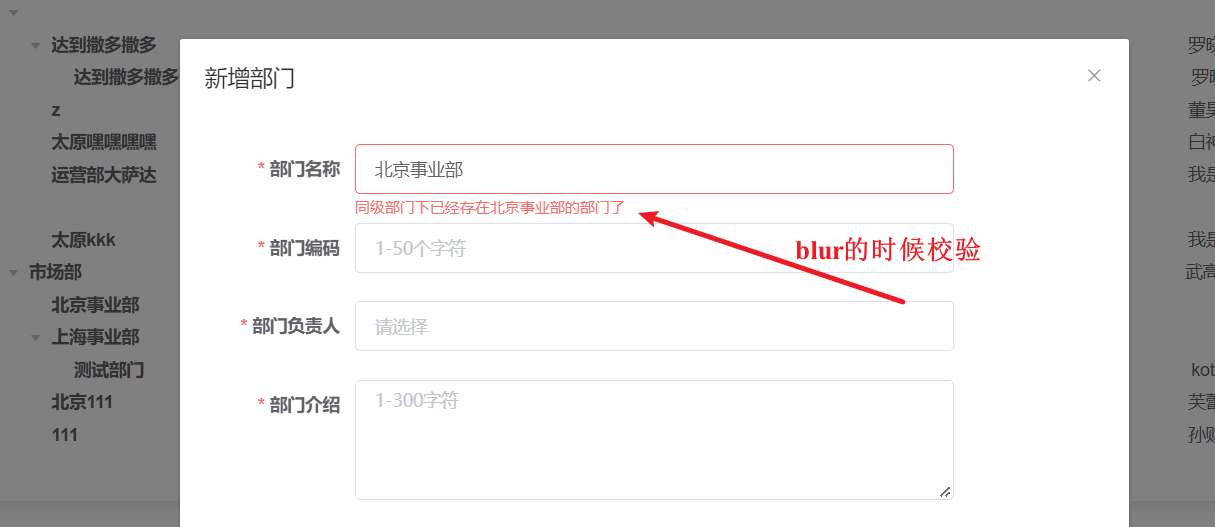 达到撒多撒多
达到撒多撒多
z
太原嘿嘿嘿嘿
运营部大萨达
太原kkk
市场部
北京事业部
上海事业部
测试部门
北京111
111
新增部门
* 部门名称 北京事业部
同级部门下已经存在北京事业部的部门了
* 部门编码 1-50个字符
blur的时候校验
* 部门负责人 请选择
* 部门介绍 1-300字符
罗
罗
董
白神
我是
我是
武高
kot
芙
孙